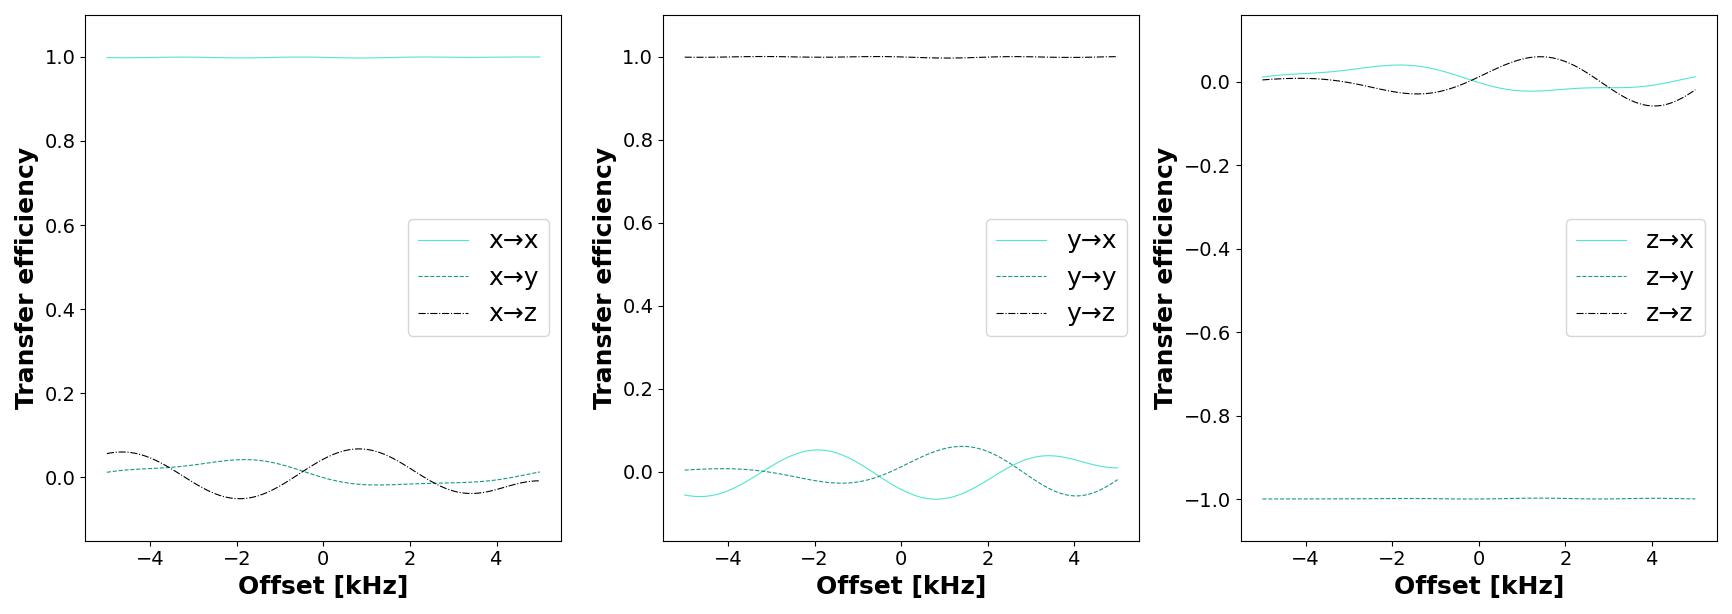 Transfer efficiency
1.0
0.8
0.6
0.4
0.2
0.0
−4
−2
0
2
4
Offset [kHz]
x→x
x→y
x→z
Transfer efficiency
1.0
0.8
0.6
0.4
0.2
0.0
−4
−2
0
2
4
Offset [kHz]
y→x
y→y
y→z
Transfer efficiency
0.0
−0.2
−0.4
−0.6
−0.8
−1.0
−4
−2
0
2
4
Offset [kHz]
z→x
z→y
z→z